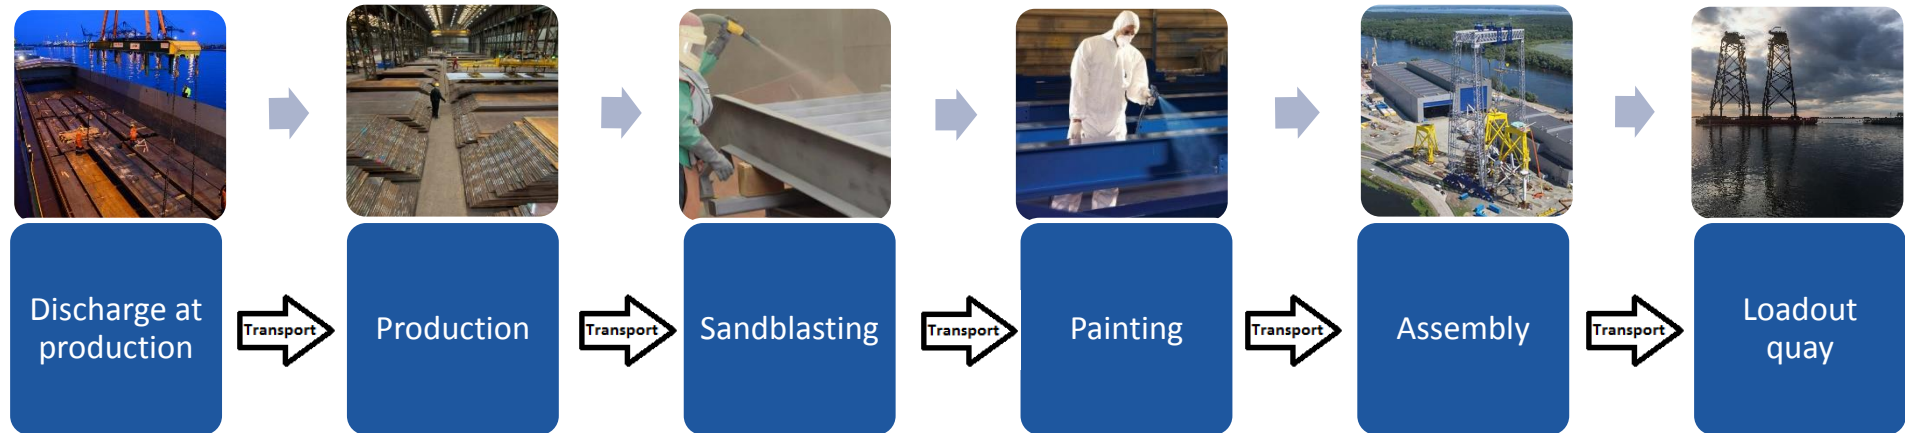 Discharge at
production
Transport
Production
Transport
Sandblasting
Transport
Painting
Transport
Assembly
Transport
Loadout
quay